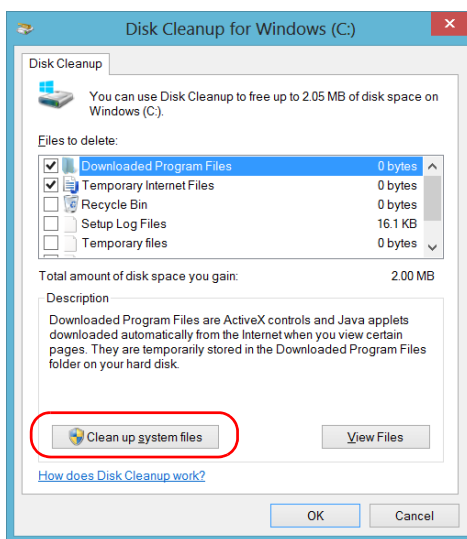 Disk Cleanup for Windows (C:)
Disk Cleanup
You can use Disk Cleanup to free up to 2.05 MB of disk space on
Windows (C:).
Files to delete:
Downloaded Program Files 0 bytes
Temporary Internet Files 0 bytes
Recycle Bin 0 bytes
Setup Log Files 16.1 KB
Temporary files 0 bytes
Total amount of disk space you gain: 2.00 MB
Description
Downloaded Program Files are ActiveX controls and Java applets
downloaded automatically from the Internet when you view certain
pages. They are temporarily stored in the Downloaded Program Files
folder on your hard disk.
Clean up system files View Files
How does Disk Cleanup work?
OK Cancel